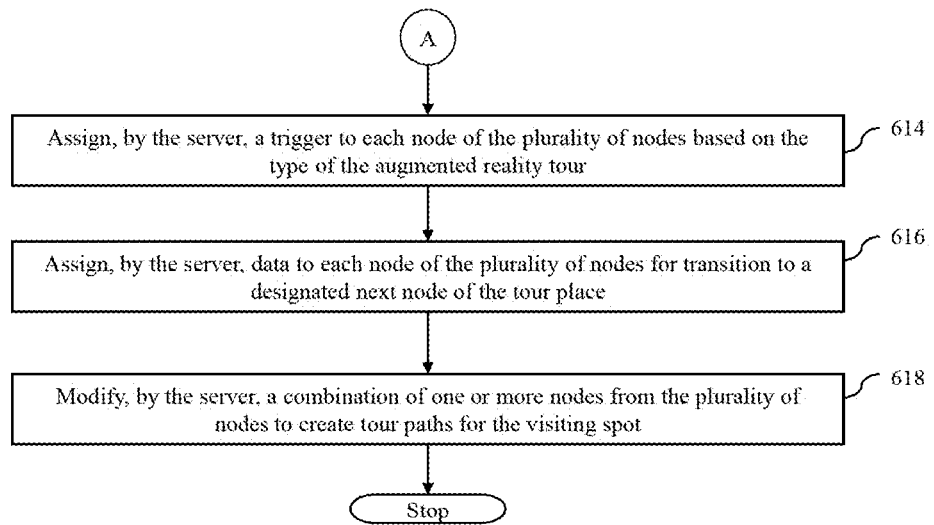 A
Assign, by the server, a trigger to each node of the plurality of nodes based on the
type of the augmented reality tour
614
Assign, by the server, data to each node of the plurality of nodes for transition to a
designated next node of the tour place
616
Modify, by the server, a combination of one or more nodes from the plurality of
nodes to create tour paths for the visiting spot
618
Stop